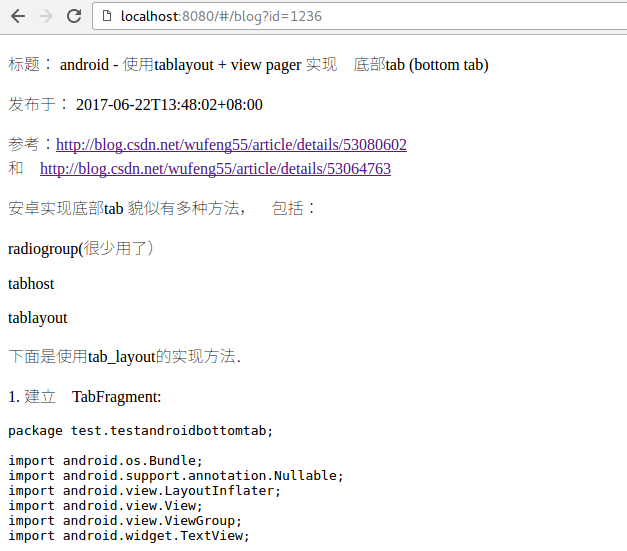 localhost:8080/#/blog?id=1236
标题： android - 使用tablayout + view pager 实现　底部tab (bottom tab)
发布于： 2017-06-22T13:48:02+08:00
参考：http://blog.csdn.net/wufeng55/article/details/53080602
和　http://blog.csdn.net/wufeng55/article/details/53064763
安卓实现底部tab 貌似有多种方法，　包括：
radiogroup(很少用了）
tabhost
tablayout
下面是使用tab_layout的实现方法.
1. 建立　TabFragment:
package test.testandroidbottomtab;
import android.os.Bundle;
import android.support.annotation.Nullable;
import android.view.LayoutInflater;
import android.view.View;
import android.view.ViewGroup;
import android.widget.TextView;